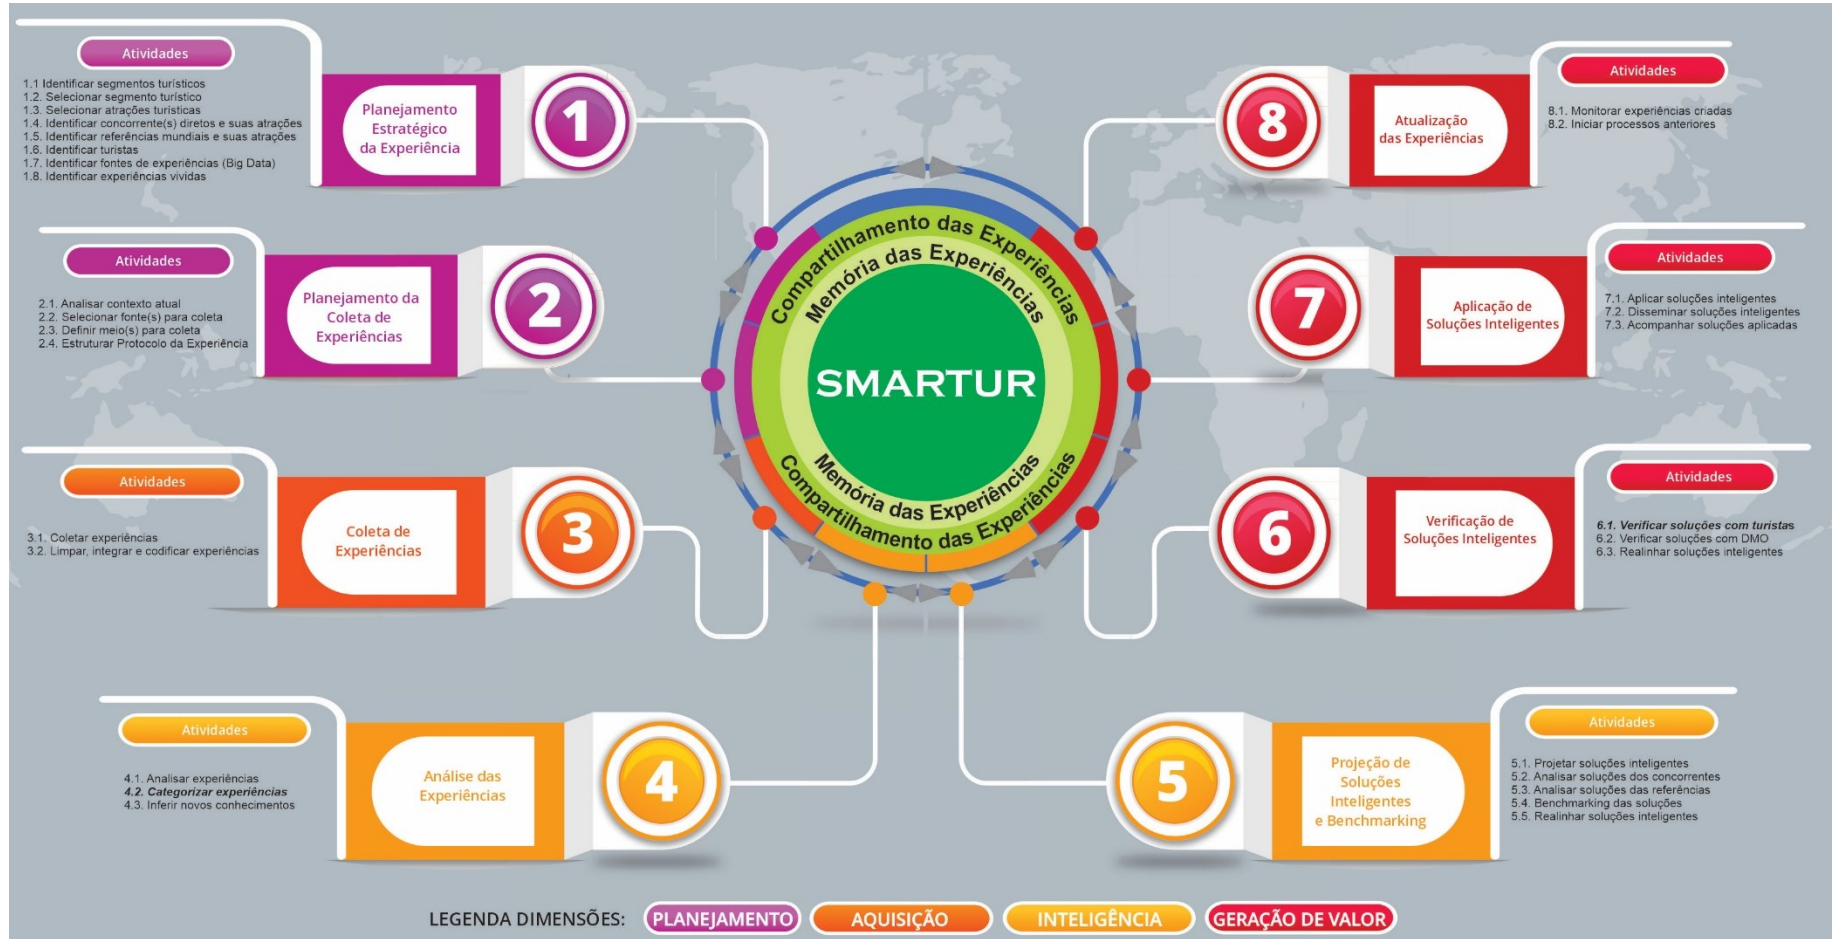 Atividades
1.1 Identificar segmentos turísticos
1.2. Selecionar segmento turístico
1.3. Selecionar atrações turísticas
1.4. Identificar concorrente(s) diretos e suas atrações
1.5. Identificar referências mundiais e suas atrações
1.6. Identificar turistas
1.7. Identificar fontes de experiências (Big Data)
1.8. Identificar experiências vividas
Planejamento
Estratégico
da Experiência
1
Atividades
2.1. Analisar contexto atual
2.2. Selecionar fonte(s) para coleta
2.3. Definir meio(s) para coleta
2.4. Estruturar Protocolo da Experiência
Planejamento da
Coleta de
Experiências
2
Atividades
3.1. Coletar experiências
3.2. Limpar, integrar e codificar experiências
Coleta de
Experiências
3
Atividades
4.1. Analisar experiências
4.2. Categorizar experiências
4.3. Inferir novos conhecimentos
Análise das
Experiências
4
Compartilhamento das Experiências
Memória das Experiências
SMARTUR
Memória das Experiências
Compartilhamento das Experiências
5
Projeção de
Soluções
Inteligentes
e Benchmarking
Atividades
5.1. Projetar soluções inteligentes
5.2. Analisar soluções dos concorrentes
5.3. Analisar soluções das referências
5.4. Benchmarking das soluções
5.5. Realinhar soluções inteligentes
6
Verificação de
Soluções Inteligentes
Atividades
6.1. Verificar soluções com turistas
6.2. Verificar soluções com DMO
6.3. Realinhar soluções inteligentes
7
Aplicação de
Soluções Inteligentes
Atividades
7.1. Aplicar soluções inteligentes
7.2. Disseminar soluções inteligentes
7.3. Acompanhar soluções aplicadas
8
Atualização
das Experiências
Atividades
8.1. Monitorar experiências criadas
8.2. Iniciar processos anteriores
LEGENDA DIMENSÕES: PLANEJAMENTO AQUISIÇÃO INTELIGÊNCIA GERAÇÃO DE VALOR